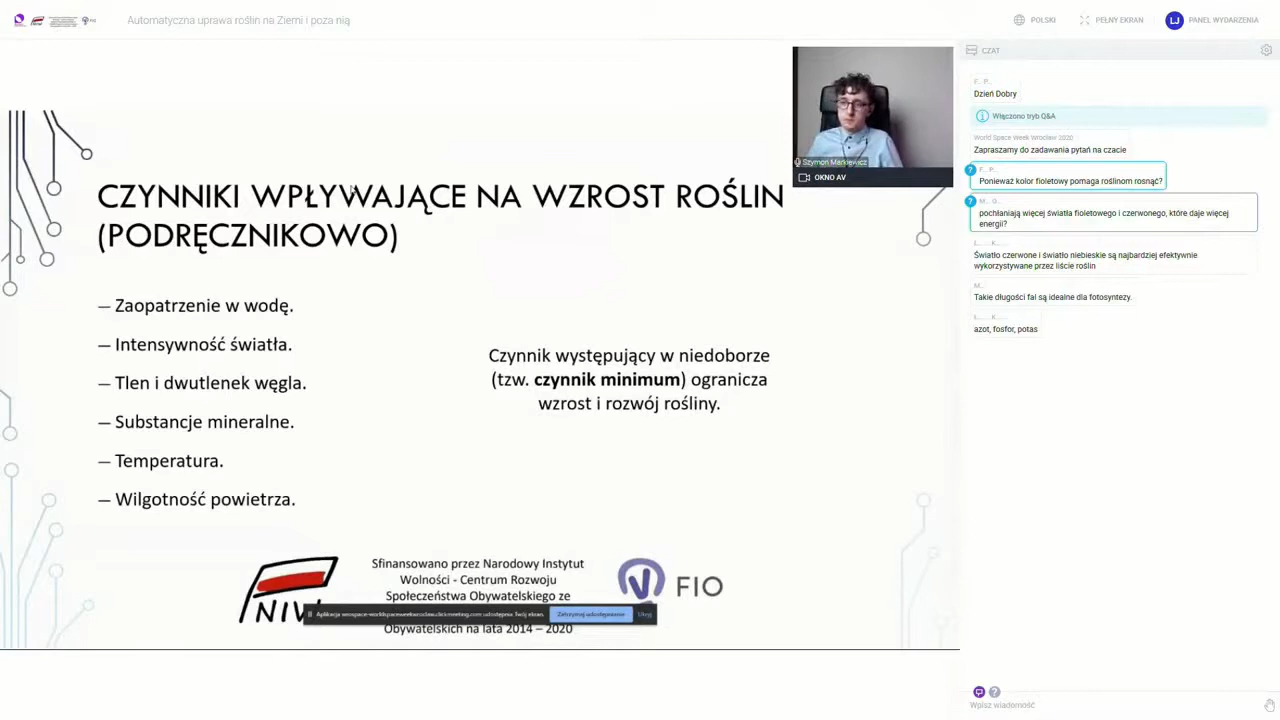 Automatyczna uprawa roślin na Ziemi i poza nią
POLSKI
PEŁNY EKRAN
LJ
PANEL WYDARZENIA
CZYNNIKI WPŁYWAJĄCE NA WZROST ROŚLIN
(PODRĘCZNIKOWO)
— Zaopatrzenie w wodę.
— Intensywność światła.
— Tlen i dwutlenek węgla.
— Substancje mineralne.
— Temperatura.
— Wilgotność powietrza.
Czynnik występujący w niedoborze
(tzw. czynnik minimum) ogranicza
wzrost i rozwój rośliny.
Szymon Markiewicz
OKNO AV
NIW
Sfinansowano przez Narodowy Instytut
Wolności - Centrum Rozwoju
Społeczeństwa Obywatelskiego ze
Obywatelskich na lata 2014 – 2020
FIO
Zatrzymaj udostępnianie
Ukryj
CZAT
F... P...
Dzień Dobry
Włączono tryb Q&A
World Space Week Wrocław 2020
Zapraszamy do zadawania pytań na czacie
F... P...
Ponieważ kolor fioletowy pomaga roślinom rosnąć?
M... G...
pochłaniają więcej światła fioletowego i czerwonego, które daje więcej
energii?
Światło czerwone i światło niebieskie są najbardziej efektywnie
wykorzystywane przez liście roślin
M...
Takie długości fal są idealne dla fotosyntezy.
azot, fosfor, potas
Wpisz wiadomość